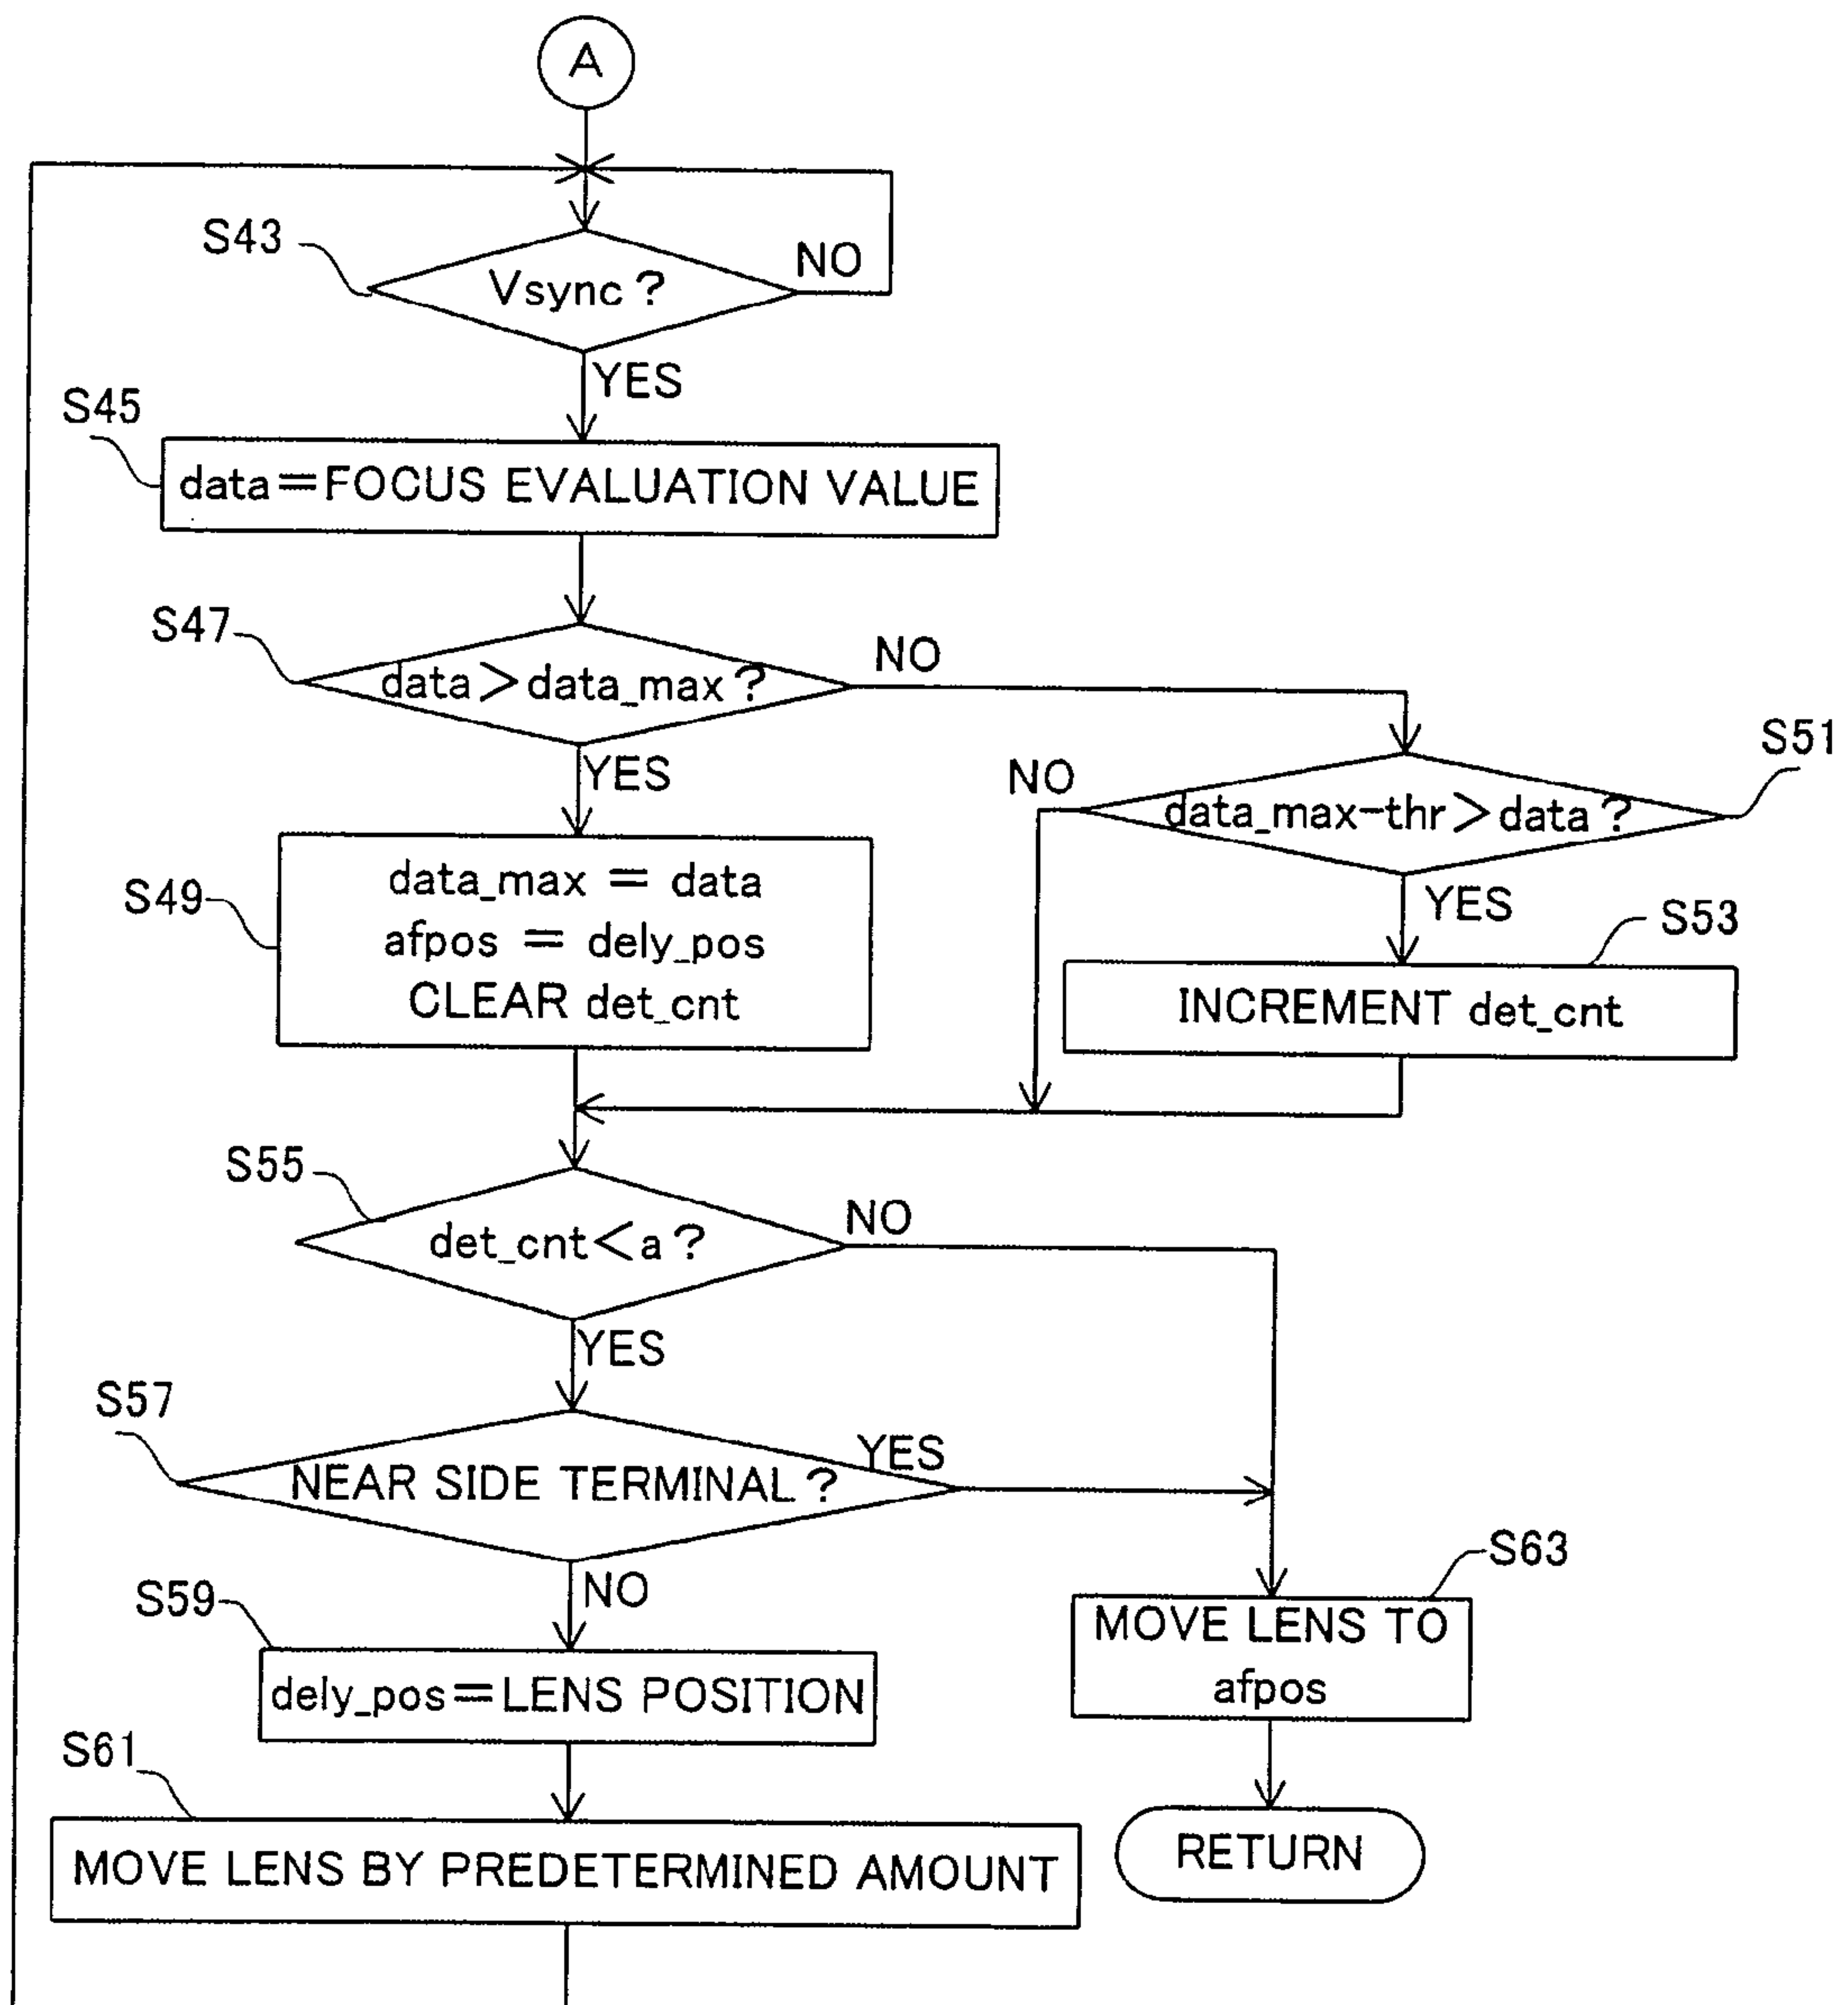 A
S43
Vsync?
NO
YES
S45
data=FOCUS EVALUATION VALUE
S47
data>data_max?
NO
YES
S51
data_max-thr>data?
NO
YES
S49
data_max = data
afpos = dely_pos
CLEAR det_cnt
S53
INCREMENT det_cnt
S55
det_cnt<a?
NO
YES
S57
NEAR SIDE TERMINAL?
YES
NO
S59
dely_pos=LENS POSITION
S63
MOVE LENS TO
afpos
S61
MOVE LENS BY PREDETERMINED AMOUNT
RETURN